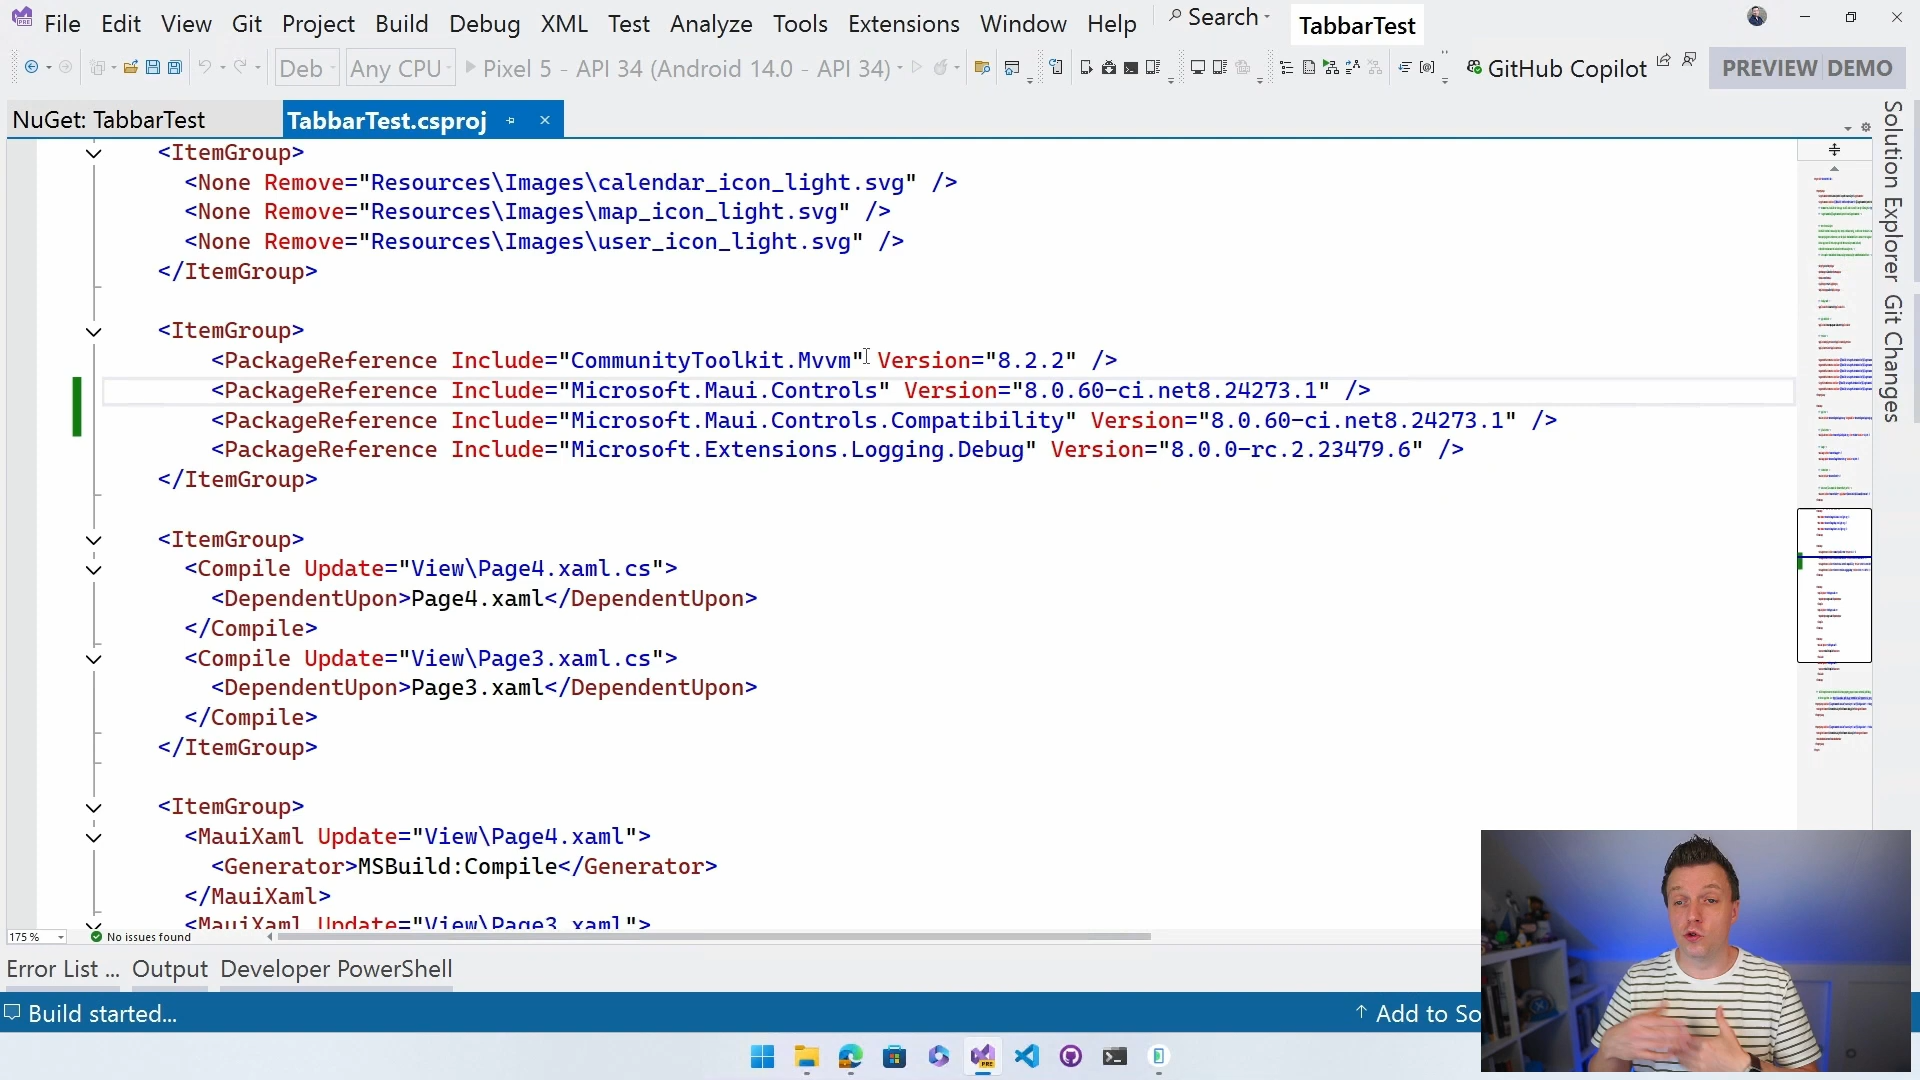 File Edit View Git Project Build Debug XML Test Analyze Tools Extensions Window Help Search TabbarTest
Deb Any CPU Pixel 5 - API 34 (Android 14.0 - API 34) GitHub Copilot PREVIEW DEMO
NuGet: TabbarTest TabbarTest.csproj
<ItemGroup>
<None Remove="Resources\Images\calendar_icon_light.svg" />
<None Remove="Resources\Images\map_icon_light.svg" />
<None Remove="Resources\Images\user_icon_light.svg" />
</ItemGroup>
<ItemGroup>
<PackageReference Include="CommunityToolkit.Mvvm" Version="8.2.2" />
<PackageReference Include="Microsoft.Maui.Controls" Version="8.0.60-ci.net8.24273.1" />
<PackageReference Include="Microsoft.Maui.Controls.Compatibility" Version="8.0.60-ci.net8.24273.1" />
<PackageReference Include="Microsoft.Extensions.Logging.Debug" Version="8.0.0-rc.2.23479.6" />
</ItemGroup>
<ItemGroup>
<Compile Update="View\Page4.xaml.cs">
<DependentUpon>Page4.xaml</DependentUpon>
</Compile>
<Compile Update="View\Page3.xaml.cs">
<DependentUpon>Page3.xaml</DependentUpon>
</Compile>
</ItemGroup>
<ItemGroup>
<MauiXaml Update="View\Page4.xaml">
<Generator>MSBuild:Compile</Generator>
</MauiXaml>
<MauiXaml Update="View\Page3.xaml">
Solution Explorer
Git Changes
175 % No issues found
Error List ... Output Developer PowerShell
Build started... Add to So